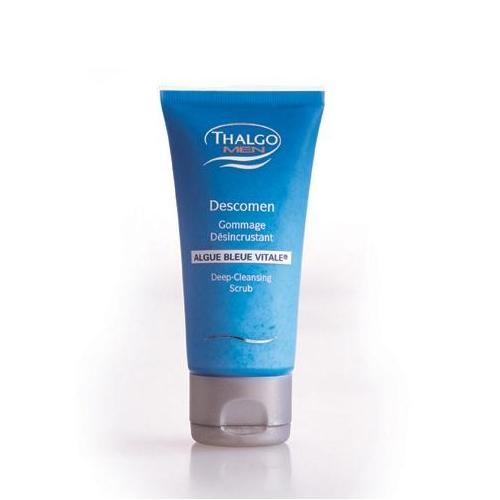 THALGO
MEN
Descomen
Gommage
Désincrustant
ALGUE BLEUE VITALE®
Deep-Cleansing
Scrub